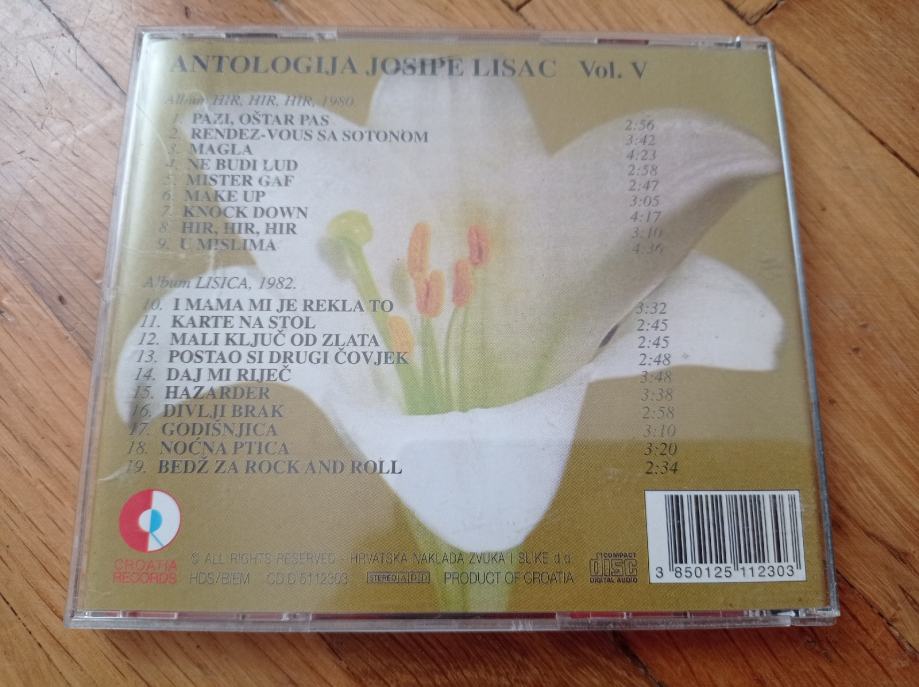 ANTOLOGIJA JOSIPE LISAC Vol. V
Album HIR, HIR, HIR, 1980.
1. PAZI, OŠTAR PAS 2:56
2. RENDEZ-VOUS SA SOTONOM 3:42
3. MAGLA 4:23
4. NE BUDI LUD 2:58
5. MISTER GAF 2:47
6. MAKE UP 3:05
7. KNOCK DOWN 4:17
8. HIR, HIR, HIR 3:10
9. U MISLIMA 4:36
Album LISICA, 1982.
10. I MAMA MI JE REKLA TO 3:32
11. KARTE NA STOL 2:45
12. MALI KLJUČ OD ZLATA 2:45
13. POSTAO SI DRUGI ČOVJEK 2:48
14. DAJ MI RIJEČ 3:48
15. HAZARDER 3:38
16. DIVLJI BRAK 2:58
17. GODIŠNJICA 3:10
18. NOĆNA PTICA 3:20
19. BEDŽ ZA ROCK AND ROLL 2:34
CROATIA
RECORDS
© ALL RIGHTS RESERVED - HRVATSKA NAKLADA ZVUKA I SLIKE d.d.
HDS/BIEM CD D 5112303 STEREO ADD PRODUCT OF CROATIA
COMPACT
DISC
DIGITAL AUDIO
3 850125 112303